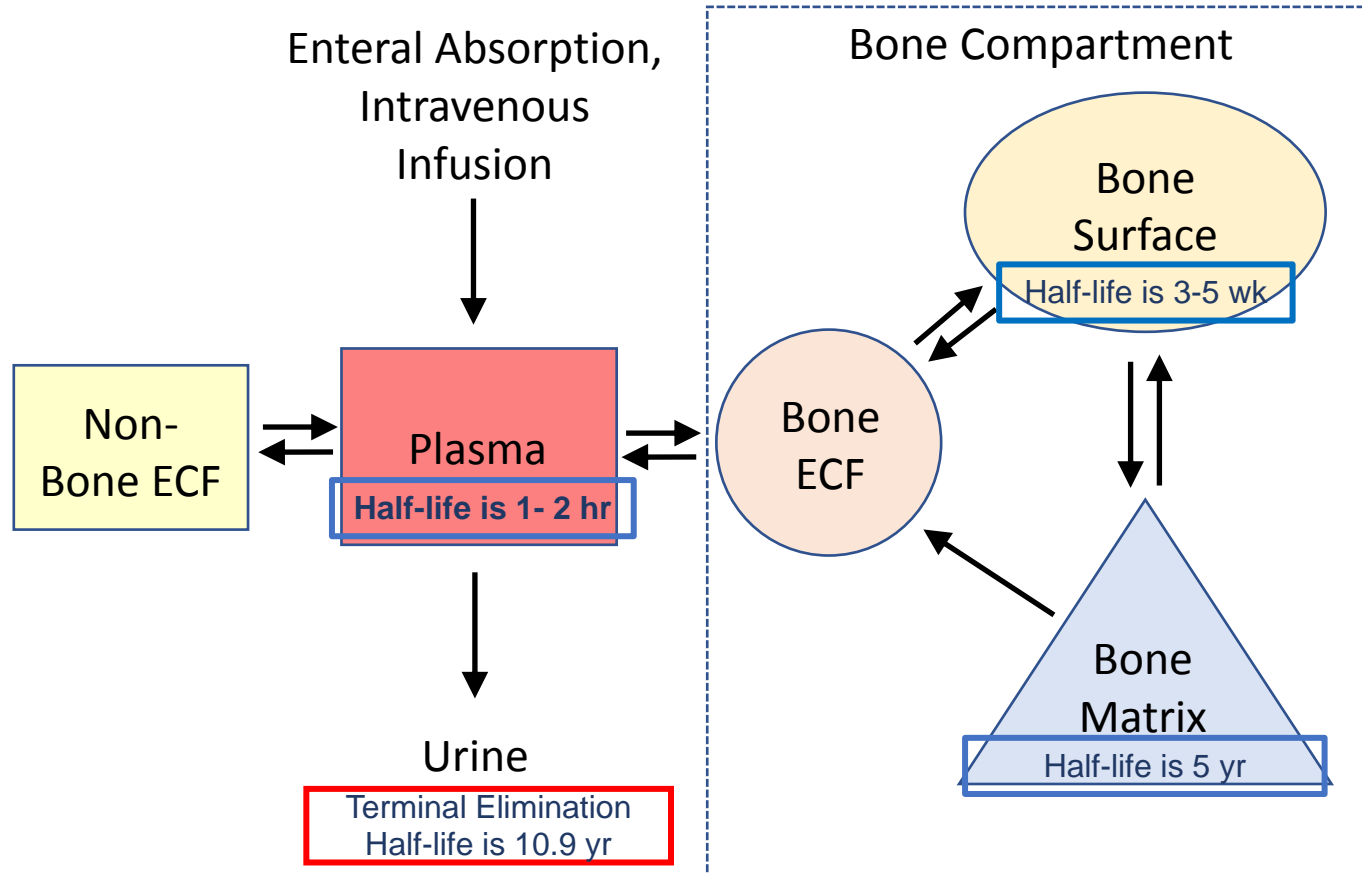 Enteral Absorption,
Intravenous
Infusion
Bone Compartment
Bone
Surface
Half-life is 3-5 wk
Non-
Bone ECF
Plasma
Half-life is 1- 2 hr
Bone
ECF
Bone
Matrix
Half-life is 5 yr
Urine
Terminal Elimination
Half-life is 10.9 yr